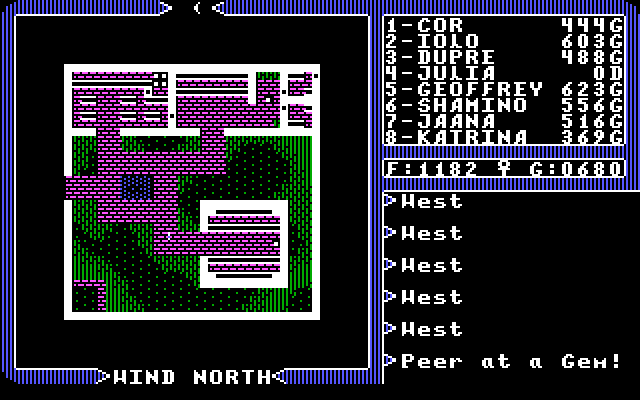 1-COR 444G
2-IOLO 603G
3-DUPRE 488G
4-JULIA 0D
5-GEOFFREY 623G
6-SHAMINO 556G
7-JAANA 516G
8-KATRINA 369G
F:1182 ♀ G:0680
West
West
West
West
West
Peer at a Gem!
WIND NORTH